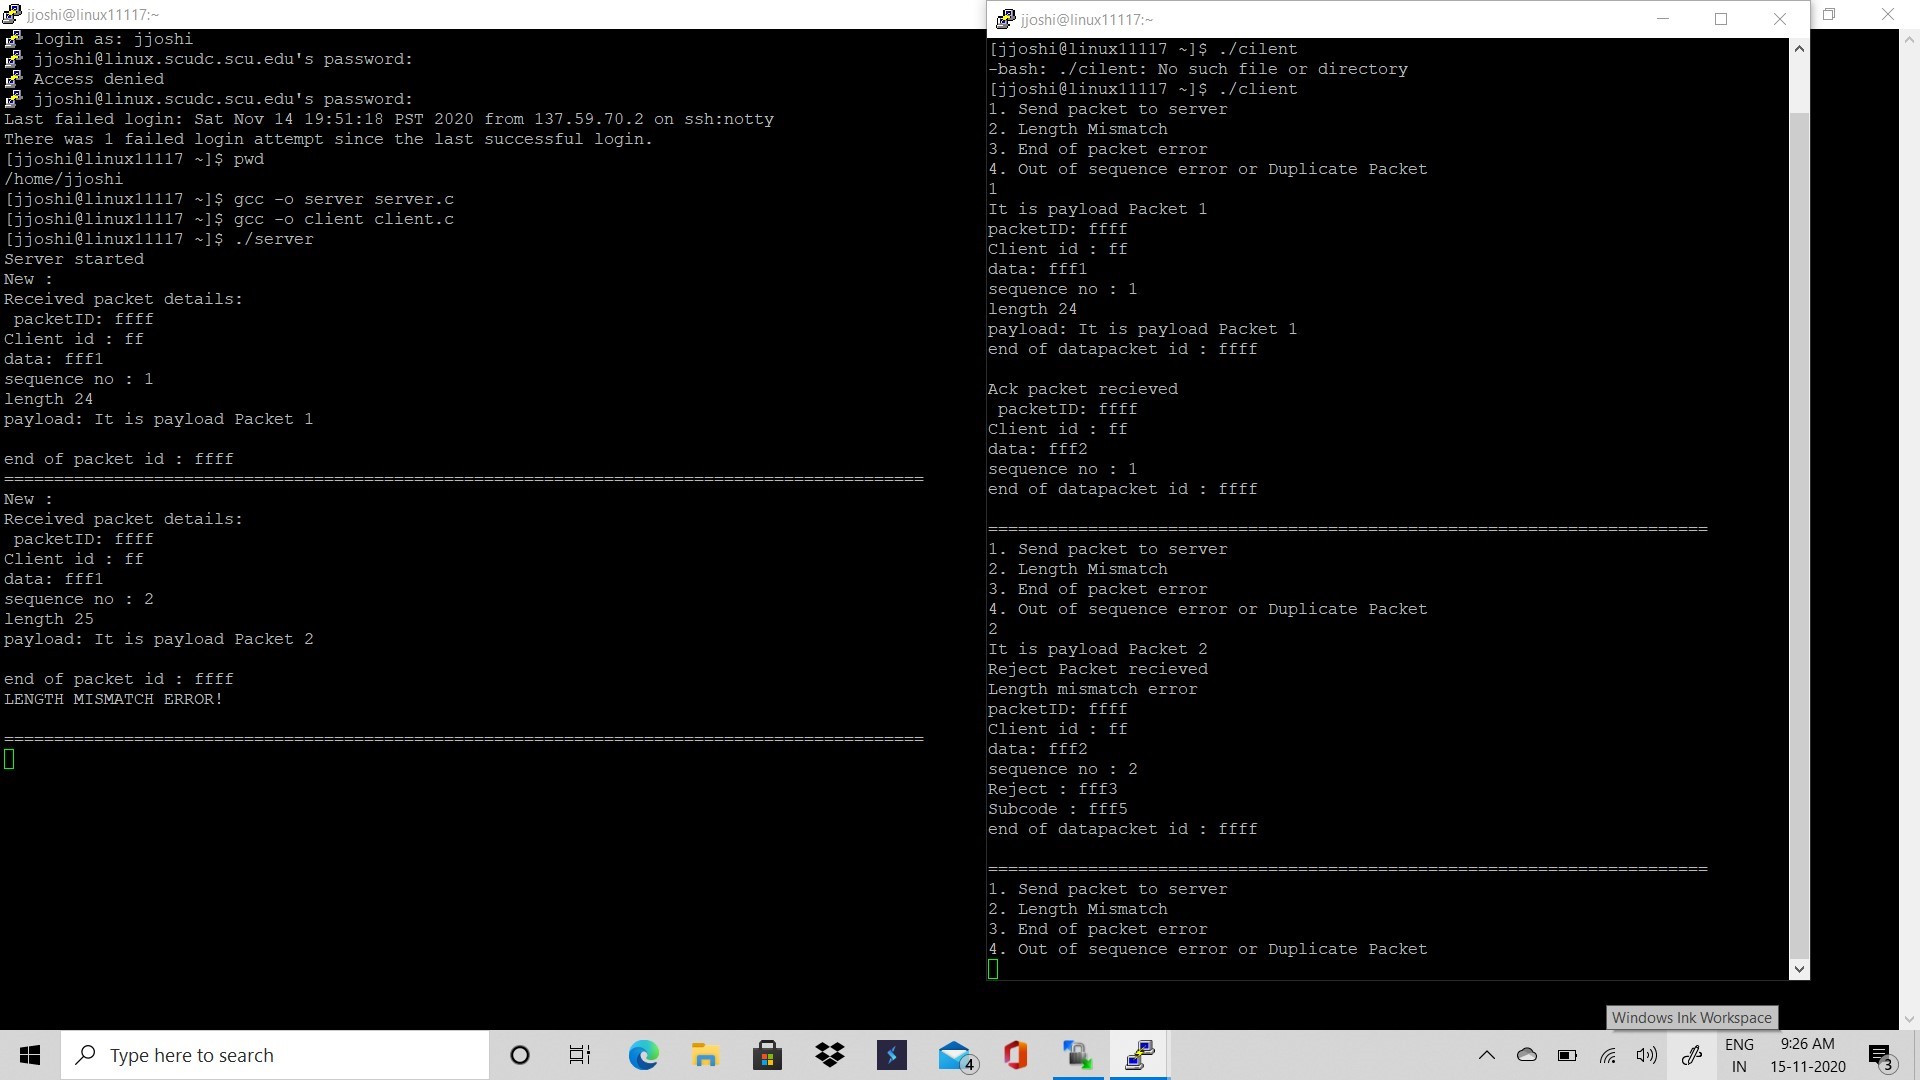 jjoshi@linux11117:~
login as: jjoshi
jjoshi@linux.scudc.scu.edu's password:
Access denied
jjoshi@linux.scudc.scu.edu's password:
Last failed login: Sat Nov 14 19:51:18 PST 2020 from 137.59.70.2 on ssh:notty
There was 1 failed login attempt since the last successful login.
[jjoshi@linux11117 ~]$ pwd
/home/jjoshi
[jjoshi@linux11117 ~]$ gcc -o server server.c
[jjoshi@linux11117 ~]$ gcc -o client client.c
[jjoshi@linux11117 ~]$ ./server
Server started
New :
Received packet details:
packetID: ffff
Client id : ff
data: fff1
sequence no : 1
length 24
payload: It is payload Packet 1
end of packet id : ffff
============================================================================================
New :
Received packet details:
packetID: ffff
Client id : ff
data: fff1
sequence no : 2
length 25
payload: It is payload Packet 2
end of packet id : ffff
LENGTH MISMATCH ERROR!
============================================================================================
jjoshi@linux11117:~
[jjoshi@linux11117 ~]$ ./cilent
-bash: ./cilent: No such file or directory
[jjoshi@linux11117 ~]$ ./client
1. Send packet to server
2. Length Mismatch
3. End of packet error
4. Out of sequence error or Duplicate Packet
1
It is payload Packet 1
packetID: ffff
Client id : ff
data: fff1
sequence no : 1
length 24
payload: It is payload Packet 1
end of datapacket id : ffff
Ack packet recieved
packetID: ffff
Client id : ff
data: fff2
sequence no : 1
end of datapacket id : ffff
========================================================================
1. Send packet to server
2. Length Mismatch
3. End of packet error
4. Out of sequence error or Duplicate Packet
2
It is payload Packet 2
Reject Packet recieved
Length mismatch error
packetID: ffff
Client id : ff
data: fff2
sequence no : 2
Reject : fff3
Subcode : fff5
end of datapacket id : ffff
========================================================================
1. Send packet to server
2. Length Mismatch
3. End of packet error
4. Out of sequence error or Duplicate Packet
Windows Ink Workspace
Type here to search
4
ENG
IN
9:26 AM
15-11-2020
3